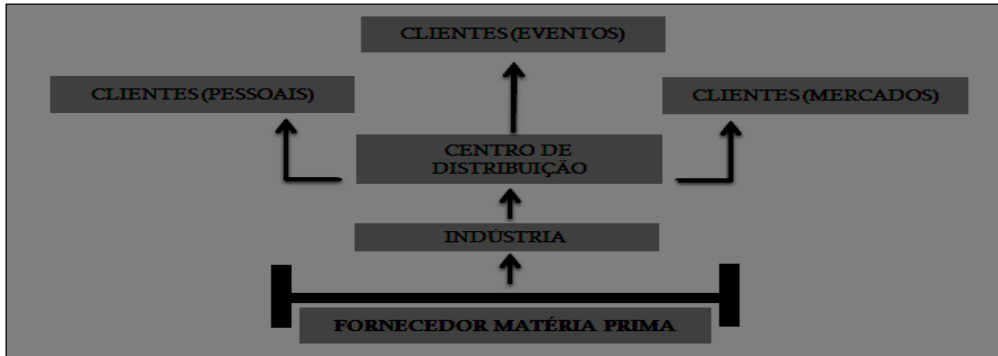 CLIENTES (EVENTOS)
CLIENTES (PESSOAIS)
CLIENTES (MERCADOS)
CENTRO DE
DISTRIBUIÇÃO
INDÚSTRIA
FORNECEDOR MATÉRIA PRIMA